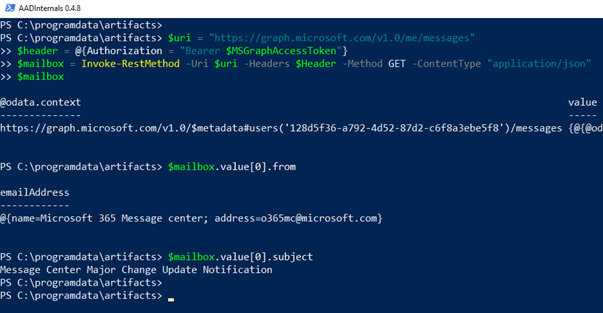 AADInternals 0.4.8
PS C:\programdata\artifacts>
PS C:\programdata\artifacts> $uri = "https://graph.microsoft.com/v1.0/me/messages"
>> $header = @{Authorization = "Bearer $MSGraphAccessToken"}
>> $mailbox = Invoke-RestMethod -Uri $uri -Headers $Header -Method GET -ContentType "application/json"
>> $mailbox
@odata.context value
-------------- -----
https://graph.microsoft.com/v1.0/$metadata#users('128d5f36-a792-4d52-87d2-c6f8a3ebe5f8')/messages {@{@od
PS C:\programdata\artifacts> $mailbox.value[0].from
emailAddress
------------
@{name=Microsoft 365 Message center; address=o365mc@microsoft.com}
PS C:\programdata\artifacts> $mailbox.value[0].subject
Message Center Major Change Update Notification
PS C:\programdata\artifacts>
PS C:\programdata\artifacts>